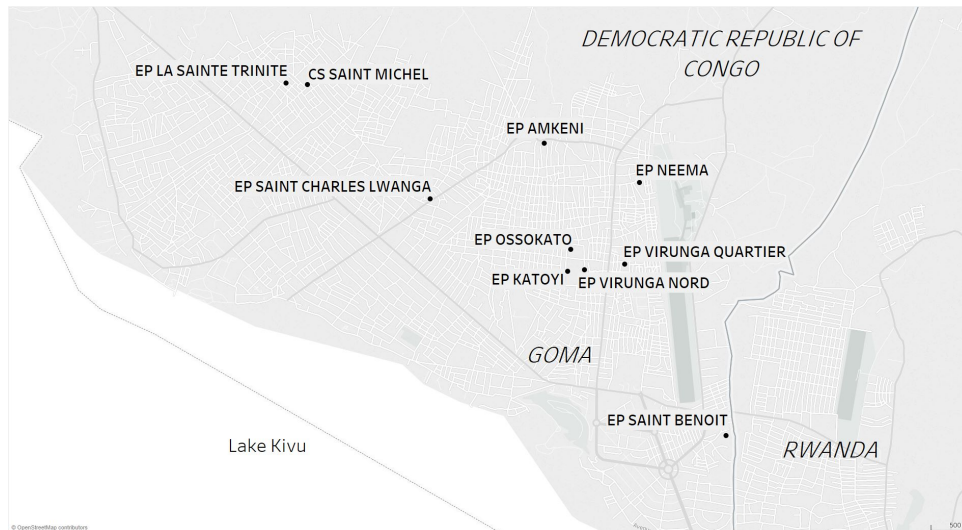 DEMOCRATIC REPUBLIC OF
CONGO
EP LA SAINTE TRINITE
CS SAINT MICHEL
EP AMKENI
EP NEEMA
EP SAINT CHARLES LWANGA
EP OSSOKATO
EP VIRUNGA QUARTIER
EP KATOYI
EP VIRUNGA NORD
GOMA
EP SAINT BENOIT
Lake Kivu
RWANDA
© OpenStreetMap contributors
500